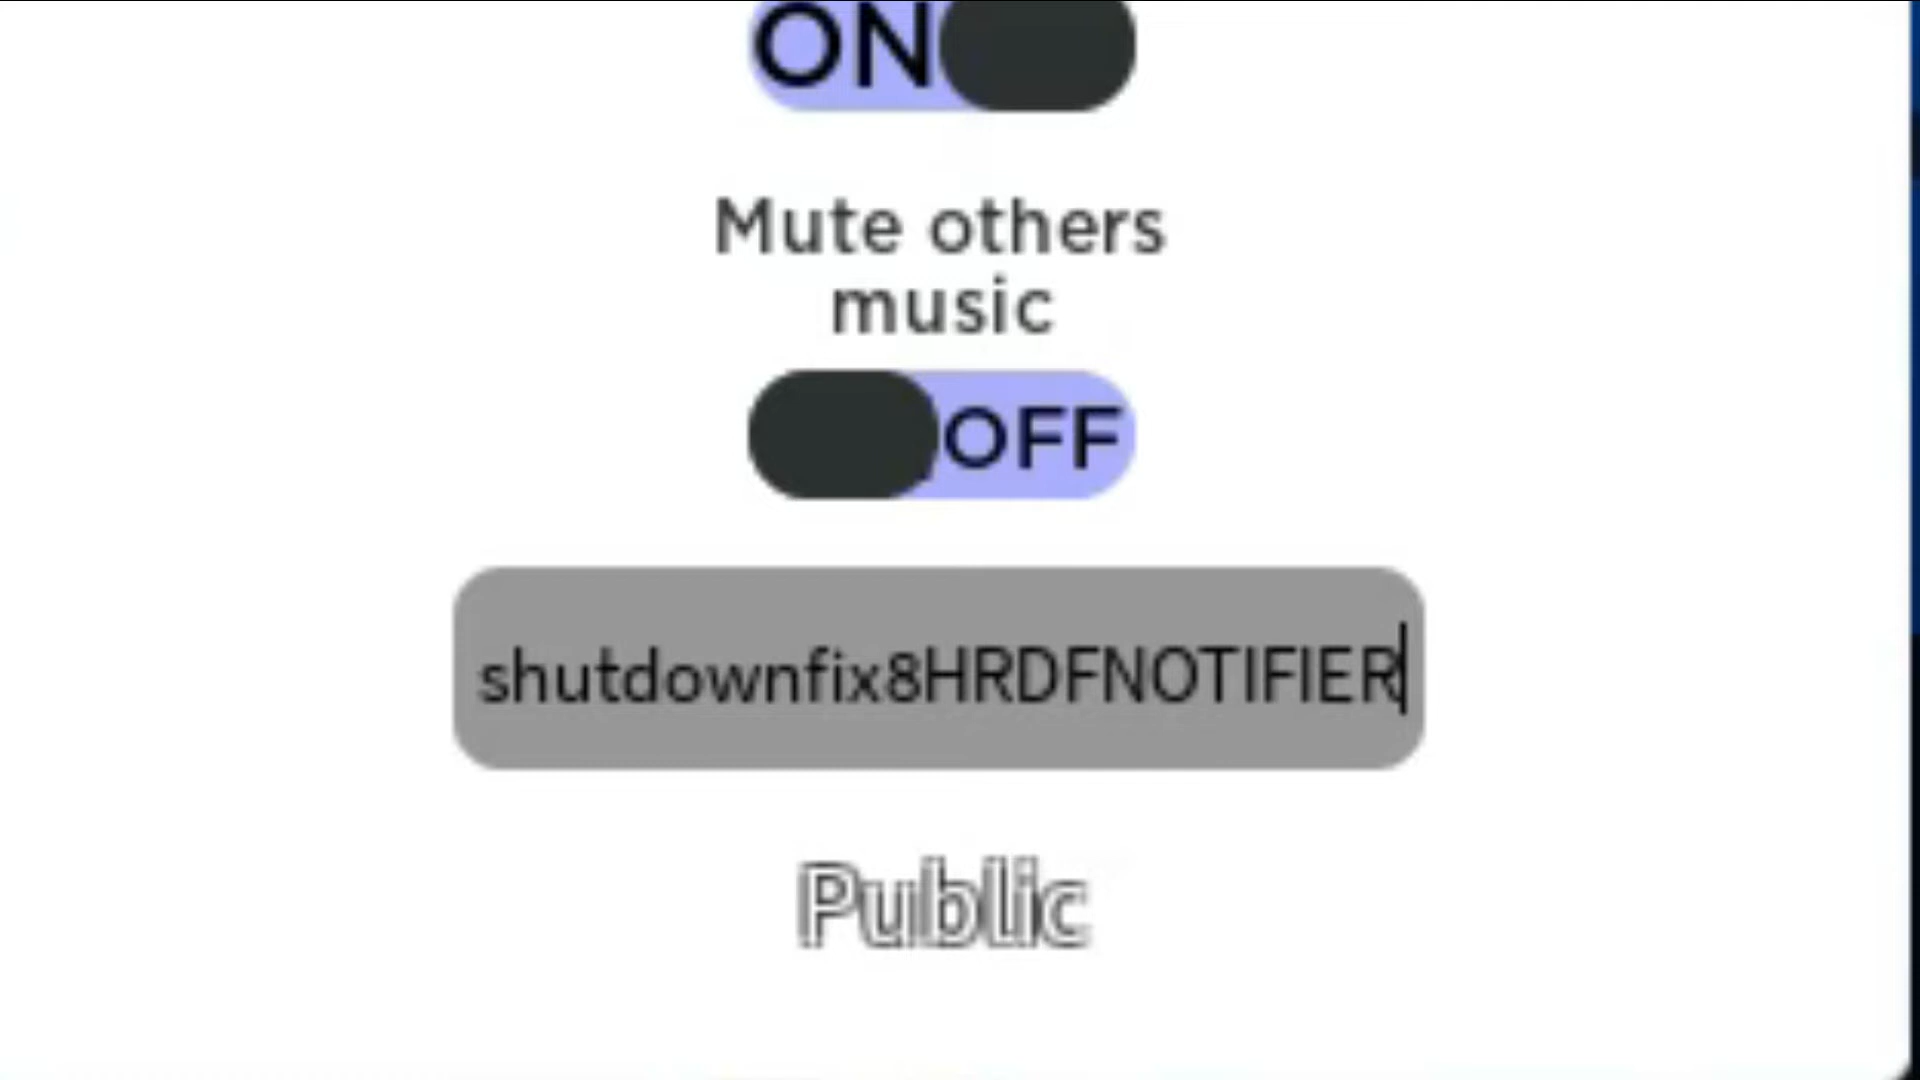 ON
Mute others
music
OFF
shutdownfix8HRDFNOTIFIER
Public